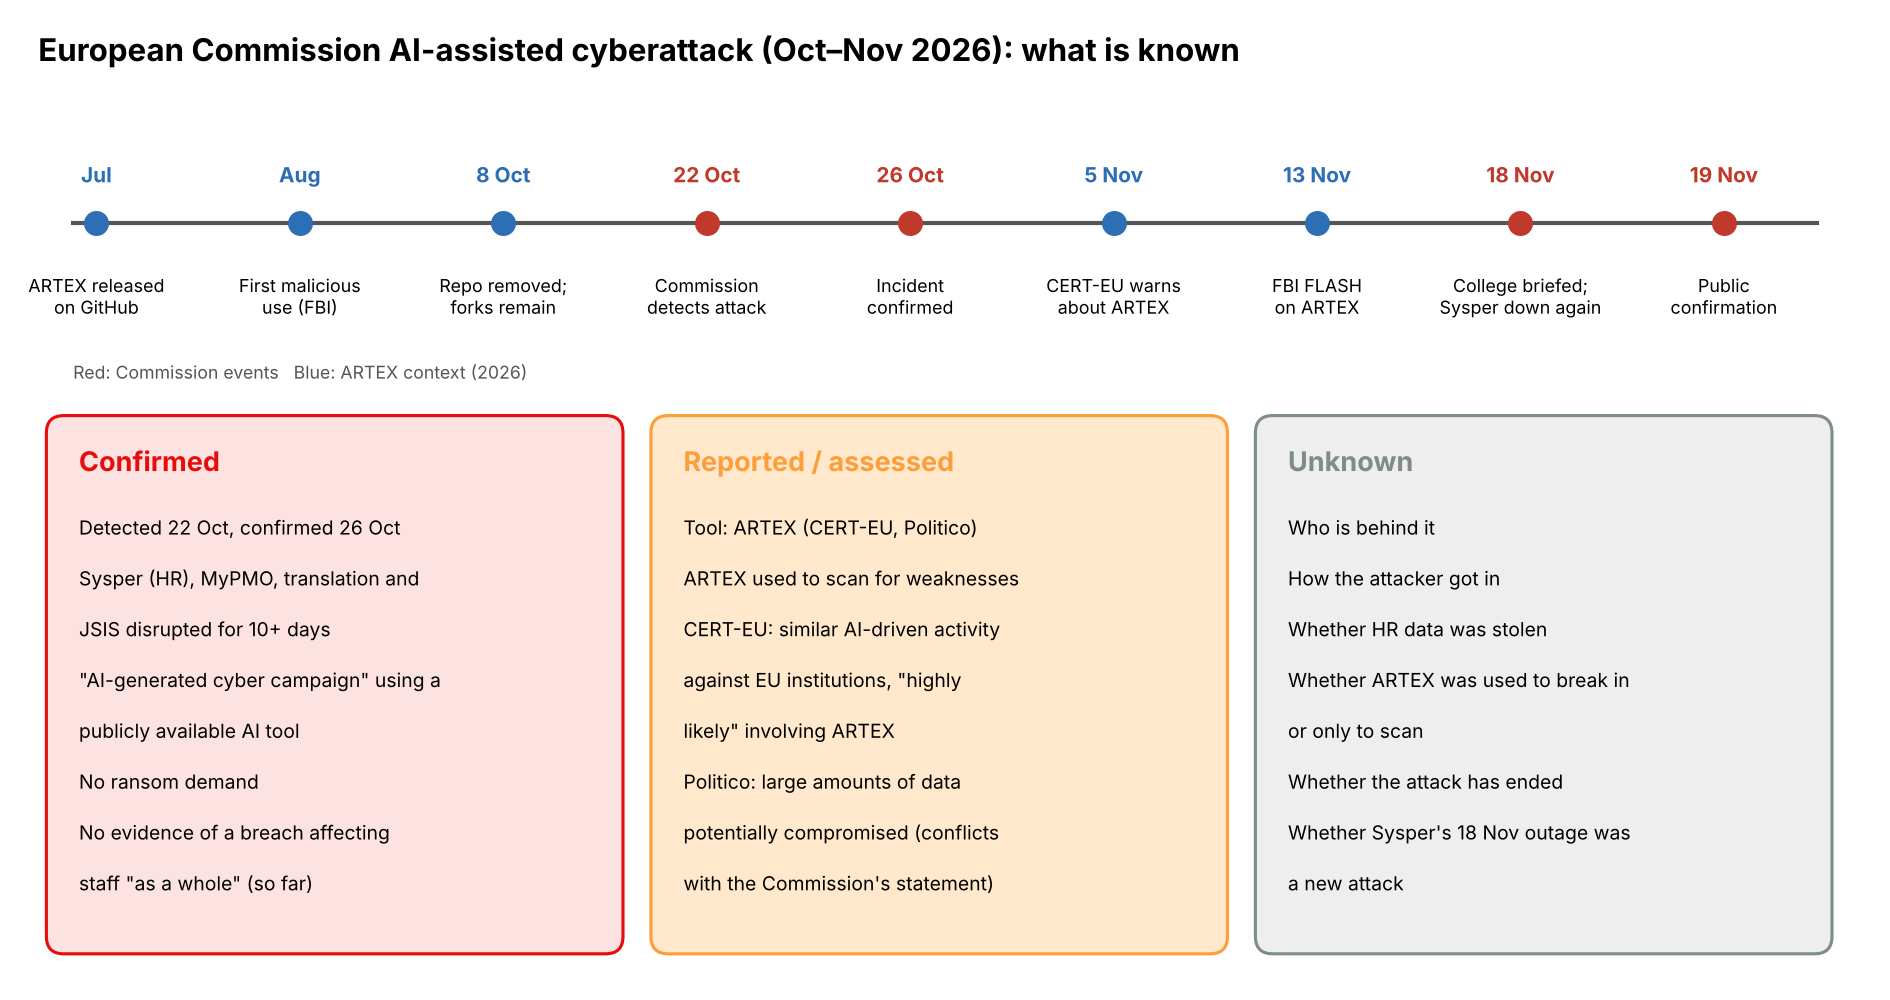 European Commission AI-assisted cyberattack (Oct–Nov 2026): what is known
Jul
Aug
8 Oct
22 Oct
26 Oct
5 Nov
13 Nov
18 Nov
19 Nov
ARTEX released
on GitHub
First malicious
use (FBI)
Repo removed;
forks remain
Commission
detects attack
Incident
confirmed
CERT-EU warns
about ARTEX
FBI FLASH
on ARTEX
College briefed;
Sysper down again
Public
confirmation
Red: Commission events   Blue: ARTEX context (2026)
Confirmed
Detected 22 Oct, confirmed 26 Oct
Sysper (HR), MyPMO, translation and
JSIS disrupted for 10+ days
"AI-generated cyber campaign" using a
publicly available AI tool
No ransom demand
No evidence of a breach affecting
staff "as a whole" (so far)
Reported / assessed
Tool: ARTEX (CERT-EU, Politico)
ARTEX used to scan for weaknesses
CERT-EU: similar AI-driven activity
against EU institutions, "highly
likely" involving ARTEX
Politico: large amounts of data
potentially compromised (conflicts
with the Commission's statement)
Unknown
Who is behind it
How the attacker got in
Whether HR data was stolen
Whether ARTEX was used to break in
or only to scan
Whether the attack has ended
Whether Sysper's 18 Nov outage was
a new attack